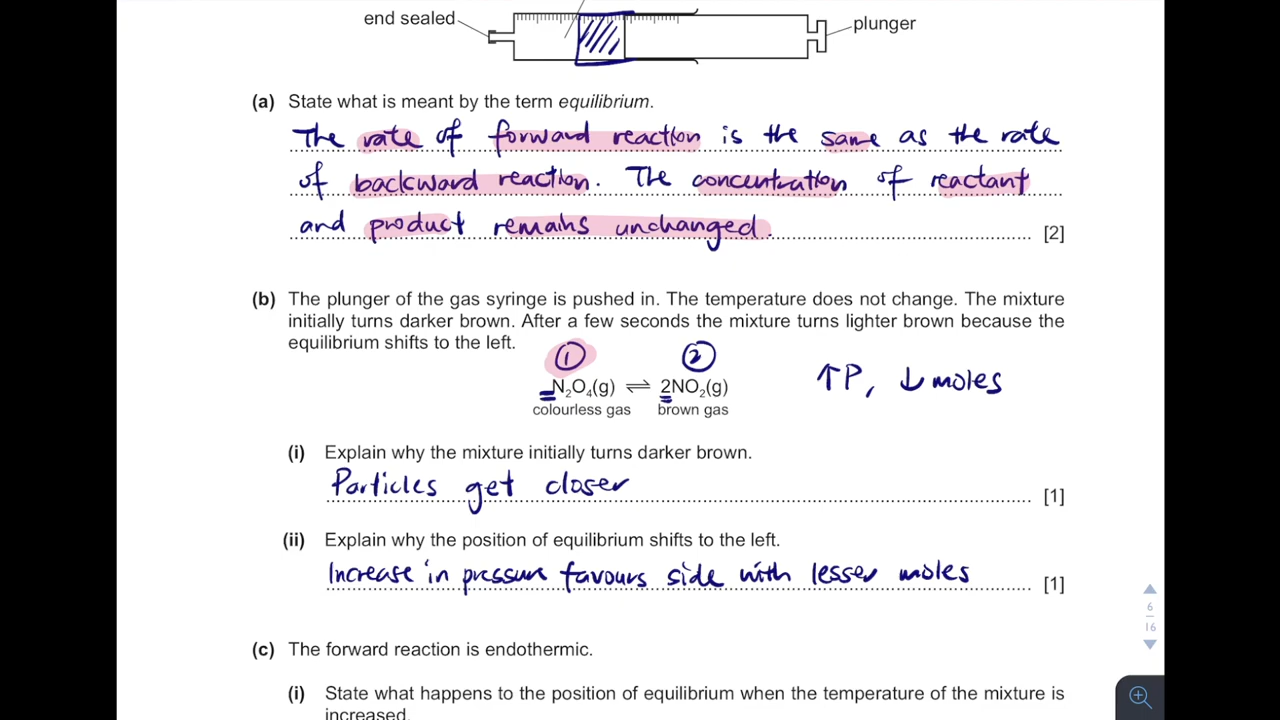 end sealed
plunger
(a) State what is meant by the term equilibrium.
The rate of forward reaction is the same as the rate
of backward reaction. The concentration of reactant
and product remains unchanged. [2]
(b) The plunger of the gas syringe is pushed in. The temperature does not change. The mixture
initially turns darker brown. After a few seconds the mixture turns lighter brown because the
equilibrium shifts to the left.
① ②
N₂O₄(g) ⇌ 2NO₂(g) ↑P, ↓moles
colourless gas brown gas
(i) Explain why the mixture initially turns darker brown.
Particles get closer [1]
(ii) Explain why the position of equilibrium shifts to the left.
Increase in pressure favours side with lesser moles [1]
(c) The forward reaction is endothermic.
(i) State what happens to the position of equilibrium when the temperature of the mixture is
increased.
6
16